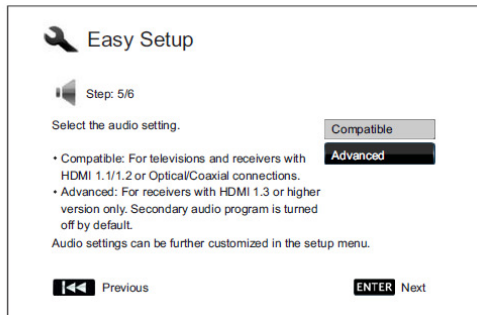 Easy Setup
Step: 5/6
Select the audio setting.
Compatible
Advanced
• Compatible: For televisions and receivers with
HDMI 1.1/1.2 or Optical/Coaxial connections.
• Advanced: For receivers with HDMI 1.3 or higher
version only. Secondary audio program is turned
off by default.
Audio settings can be further customized in the setup menu.
Previous
ENTER Next